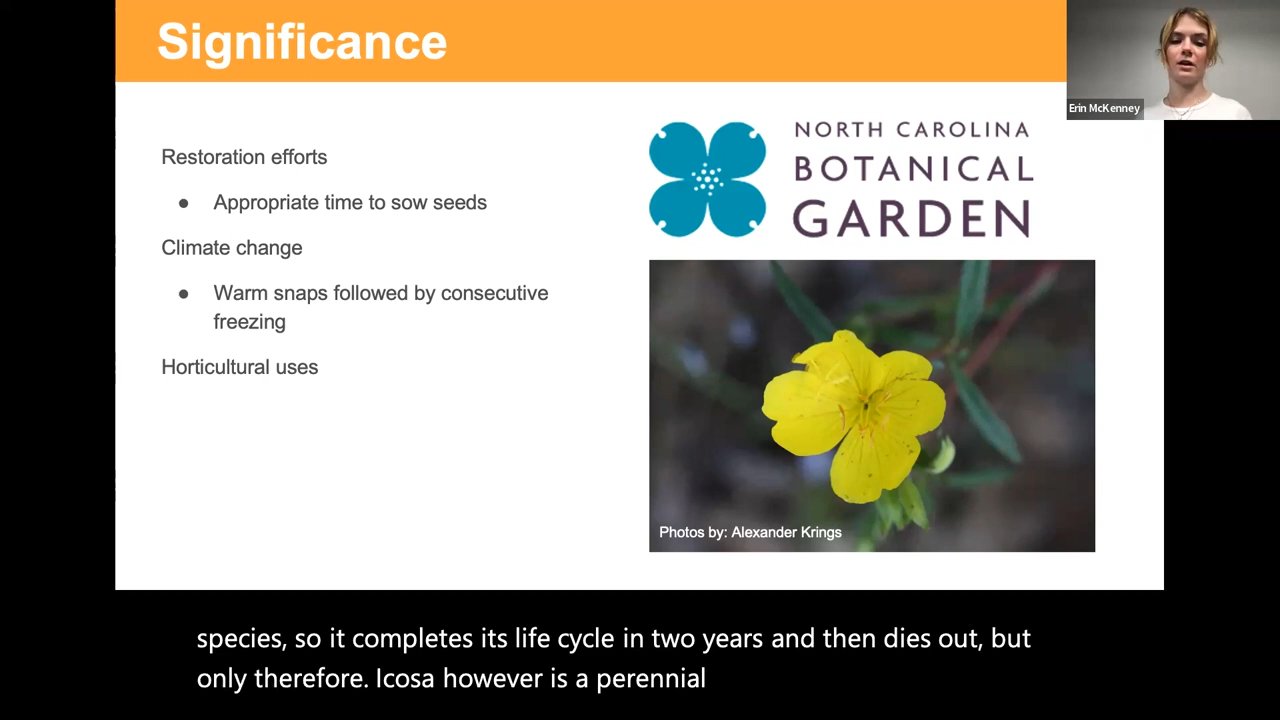 Significance
Erin McKenney
Restoration efforts
● Appropriate time to sow seeds
Climate change
● Warm snaps followed by consecutive
freezing
Horticultural uses
NORTH CAROLINA
BOTANICAL
GARDEN
Photos by: Alexander Krings
species, so it completes its life cycle in two years and then dies out, but
only therefore. Icosa however is a perennial